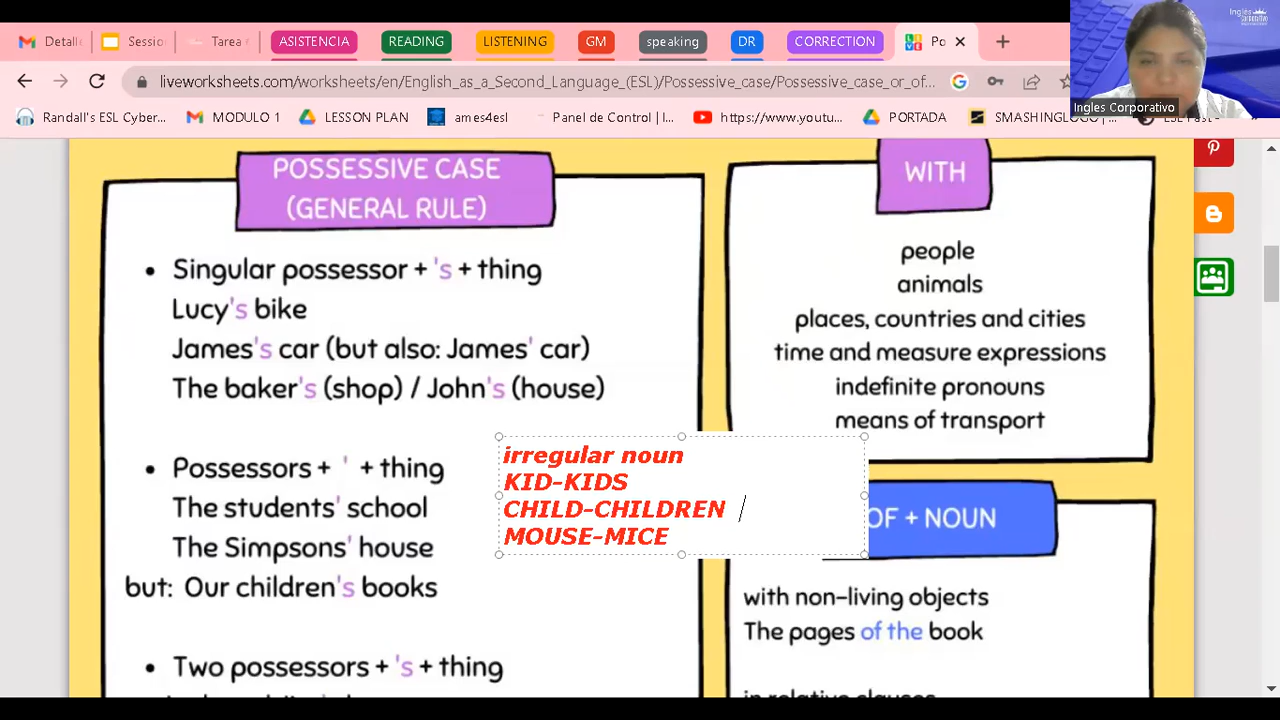 Detall
Sessio
Tarea
ASISTENCIA
READING
LISTENING
GM
speaking
DR
CORRECTION
Po
liveworksheets.com/worksheets/en/English_as_a_Second_Language_(ESL)/Possessive_case/Possessive_case_or_of...
Randall's ESL Cyber...
MODULO 1
LESSON PLAN
ames4esl
Panel de Control | I...
https://www.youtu...
PORTADA
SMASHINGLOGO | ...
Ingles Corporativo
POSSESSIVE CASE
(GENERAL RULE)
• Singular possessor + 's + thing
Lucy's bike
James's car (but also: James' car)
The baker's (shop) / John's (house)
• Possessors + ' + thing
The students' school
The Simpsons' house
but: Our children's books
• Two possessors + 's + thing
irregular noun
KID-KIDS
CHILD-CHILDREN
MOUSE-MICE
WITH
people
animals
places, countries and cities
time and measure expressions
indefinite pronouns
means of transport
OF + NOUN
with non-living objects
The pages of the book
in relative clauses